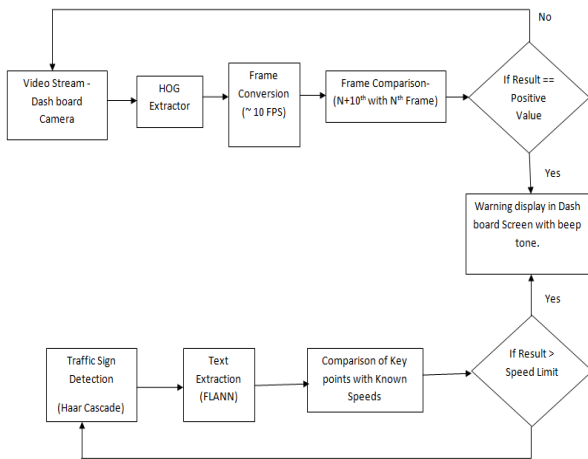 No
Video Stream -
Dash board
Camera
HOG
Extractor
Frame
Conversion
(~ 10 FPS)
Frame Comparison-
(N+10th with Nth Frame)
If Result ==
Positive
Value
Yes
Warning display in Dash
board Screen with beep
tone.
Yes
Traffic Sign
Detection
(Haar Cascade)
Text
Extraction
(FLANN)
Comparison of Key
points with Known
Speeds
If Result >
Speed Limit